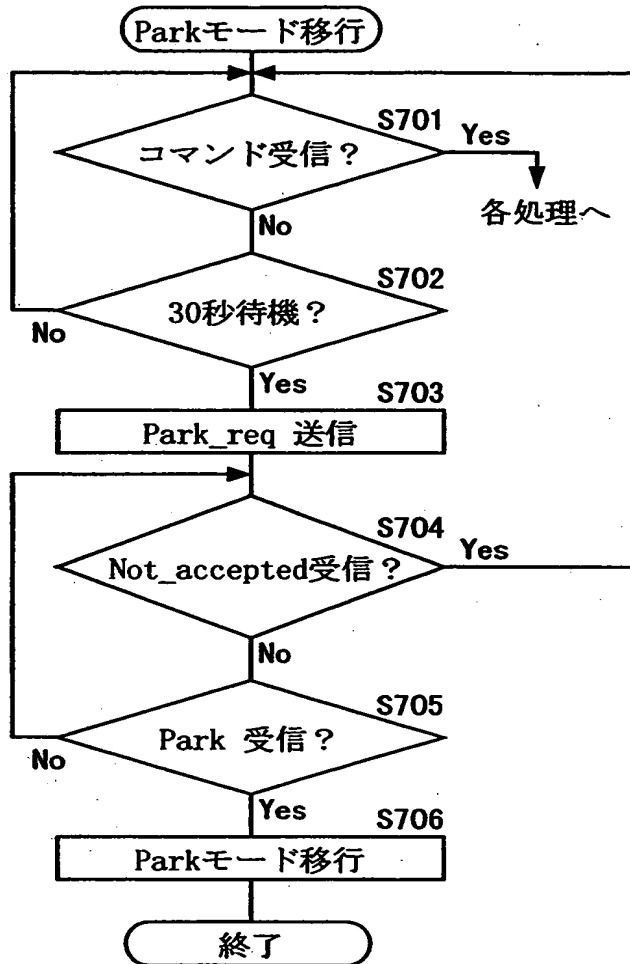 Parkモード移行
S701
コマンド受信？
Yes
各処理へ
No
S702
30秒待機？
No
Yes
S703
Park_req 送信
S704
Not_accepted受信？
Yes
No
S705
Park 受信？
No
Yes
S706
Parkモード移行
終了